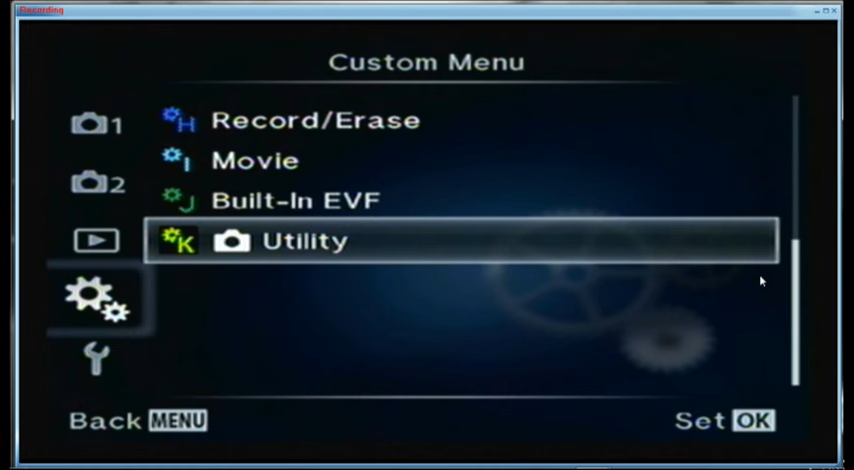 Recording
Custom Menu
1
H Record/Erase
I Movie
2
J Built-In EVF
K Utility
Back MENU
Set OK